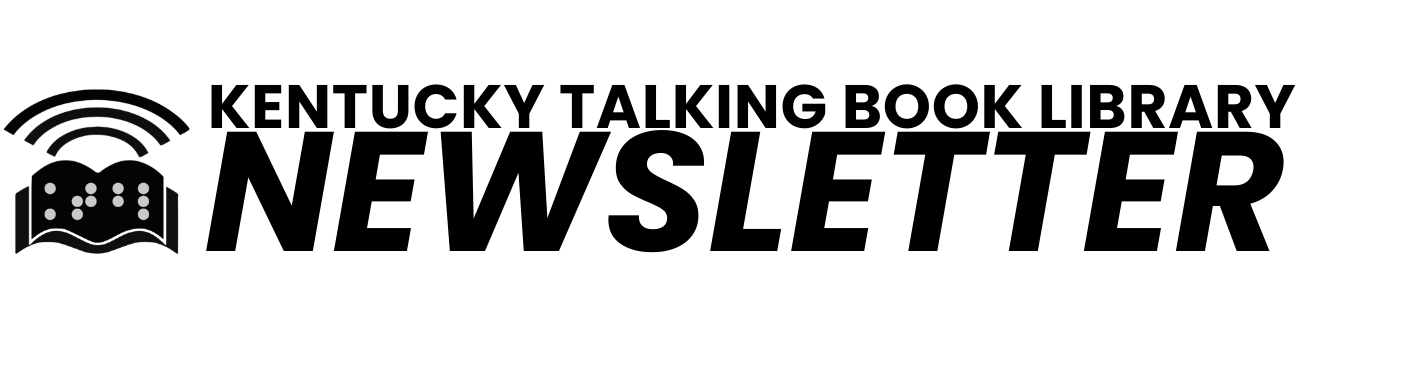 KENTUCKY TALKING BOOK LIBRARY
NEWSLETTER